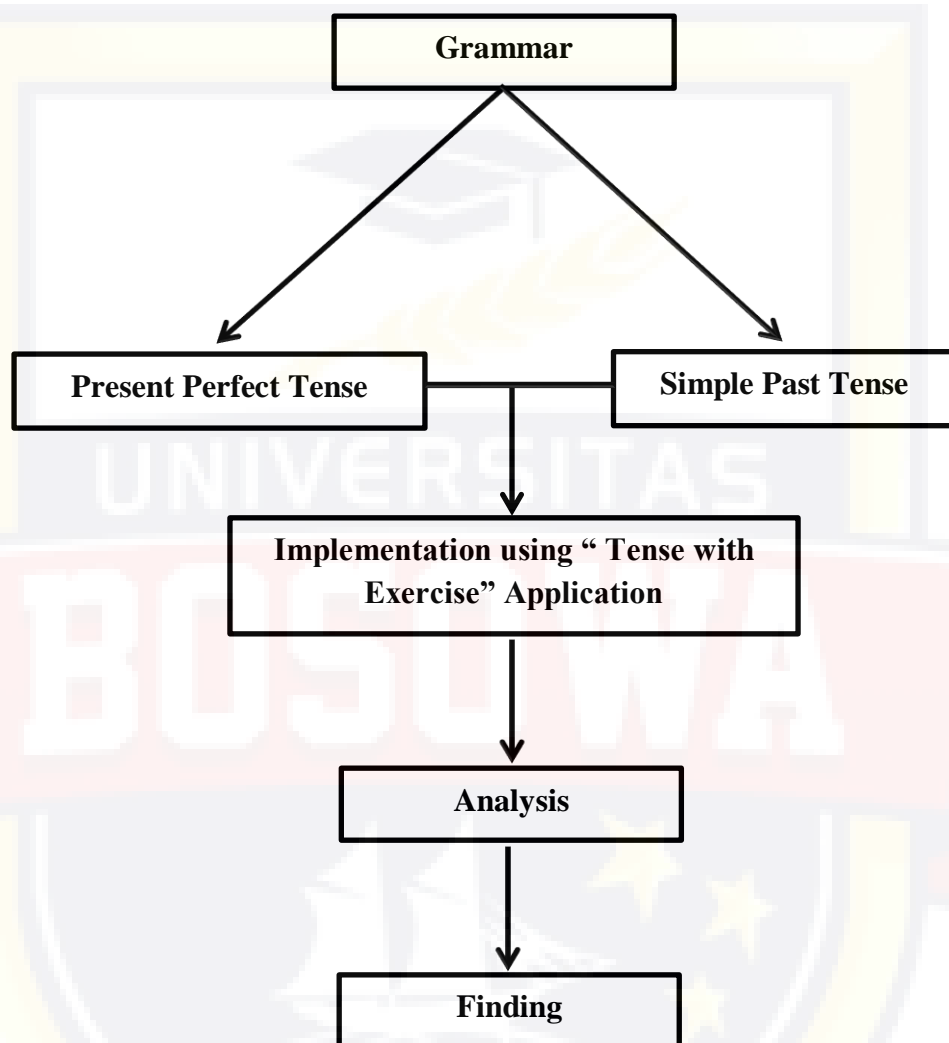 Grammar
Present Perfect Tense
Simple Past Tense
UNIVERSITAS
Implementation using “ Tense with
Exercise” Application
BOSOWA
Analysis
Finding